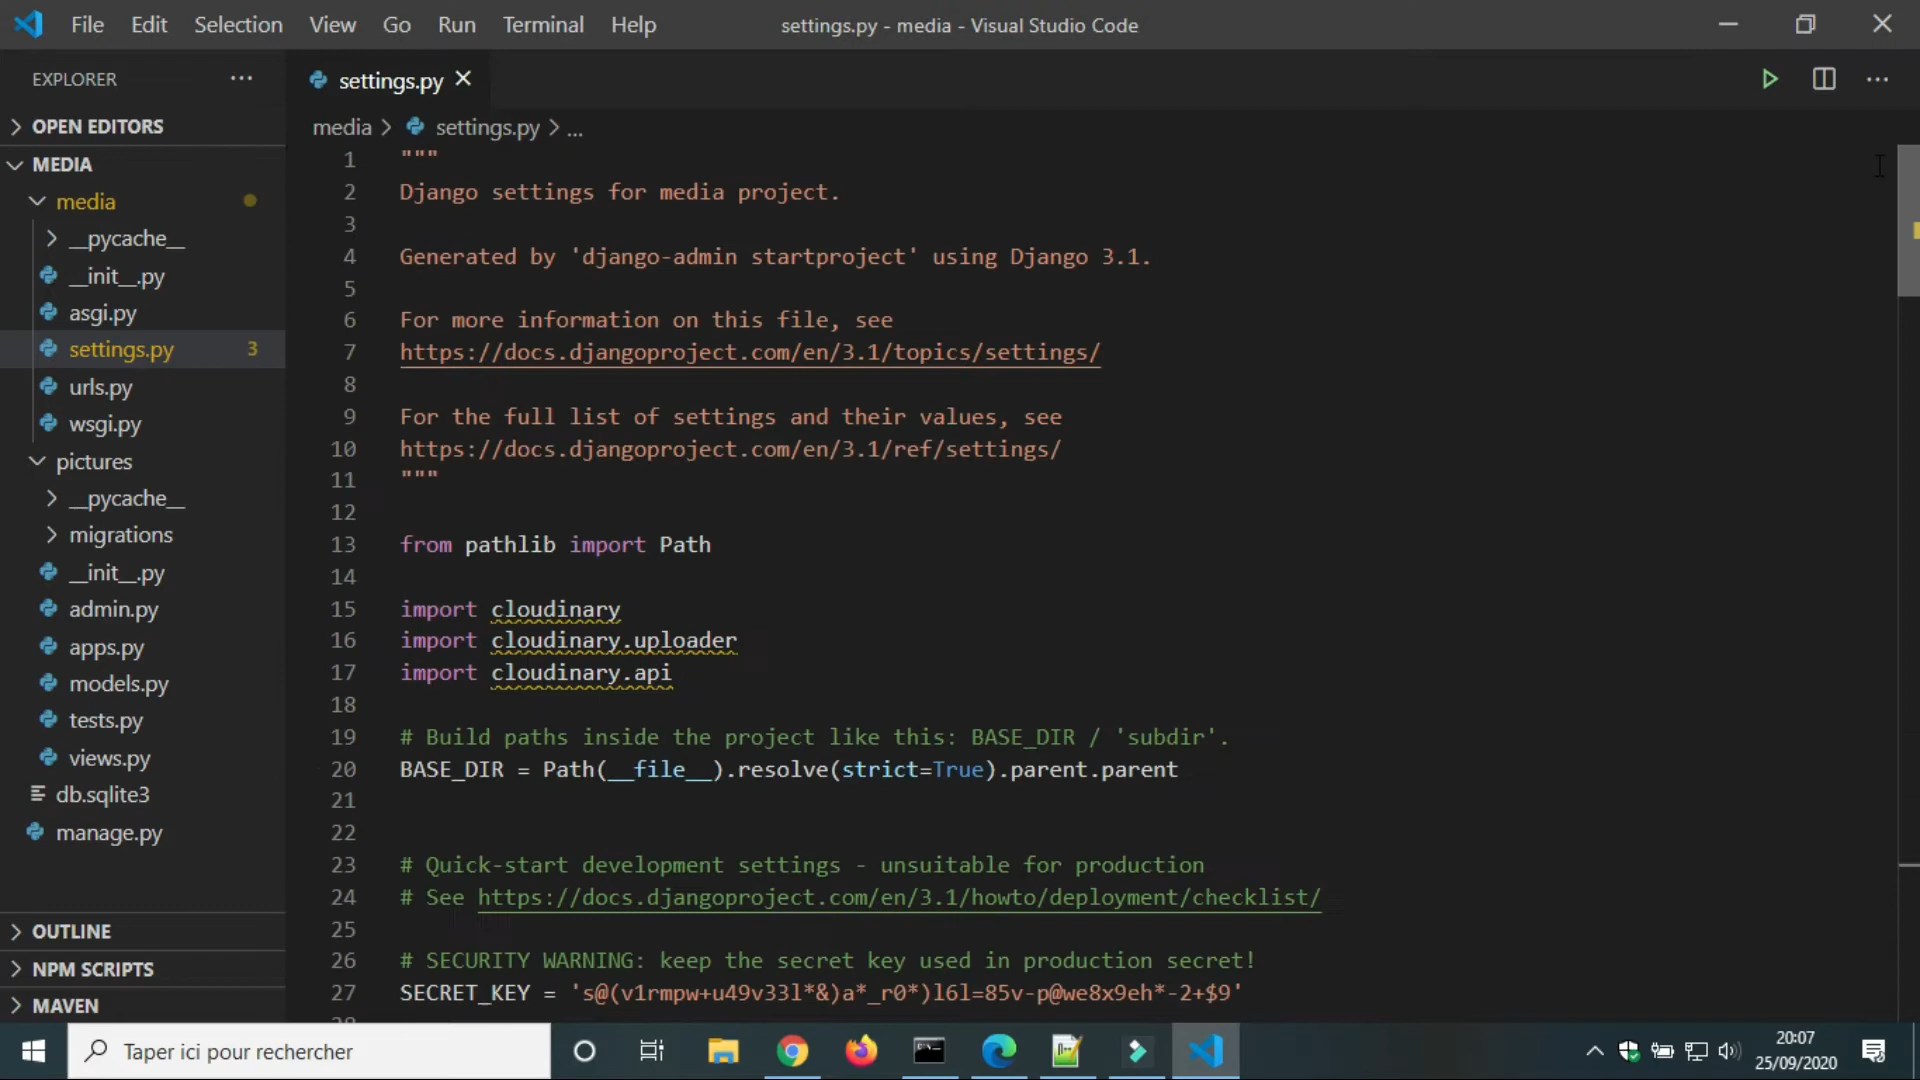 File Edit Selection View Go Run Terminal Help settings.py - media - Visual Studio Code
EXPLORER
settings.py
OPEN EDITORS
MEDIA
media
__pycache__
__init__.py
asgi.py
settings.py 3
urls.py
wsgi.py
pictures
__pycache__
migrations
__init__.py
admin.py
apps.py
models.py
tests.py
views.py
db.sqlite3
manage.py
OUTLINE
NPM SCRIPTS
MAVEN
media > settings.py > ...
1 """
2 Django settings for media project.
3
4 Generated by 'django-admin startproject' using Django 3.1.
5
6 For more information on this file, see
7 https://docs.djangoproject.com/en/3.1/topics/settings/
8
9 For the full list of settings and their values, see
10 https://docs.djangoproject.com/en/3.1/ref/settings/
11 """
12
13 from pathlib import Path
14
15 import cloudinary
16 import cloudinary.uploader
17 import cloudinary.api
18
19 # Build paths inside the project like this: BASE_DIR / 'subdir'.
20 BASE_DIR = Path(__file__).resolve(strict=True).parent.parent
21
22
23 # Quick-start development settings - unsuitable for production
24 # See https://docs.djangoproject.com/en/3.1/howto/deployment/checklist/
25
26 # SECURITY WARNING: keep the secret key used in production secret!
27 SECRET_KEY = 's@(v1rmpw+u49v33l*&)a*_r0*)l6l=85v-p@we8x9eh*-2+$9'
Taper ici pour rechercher
20:07
25/09/2020